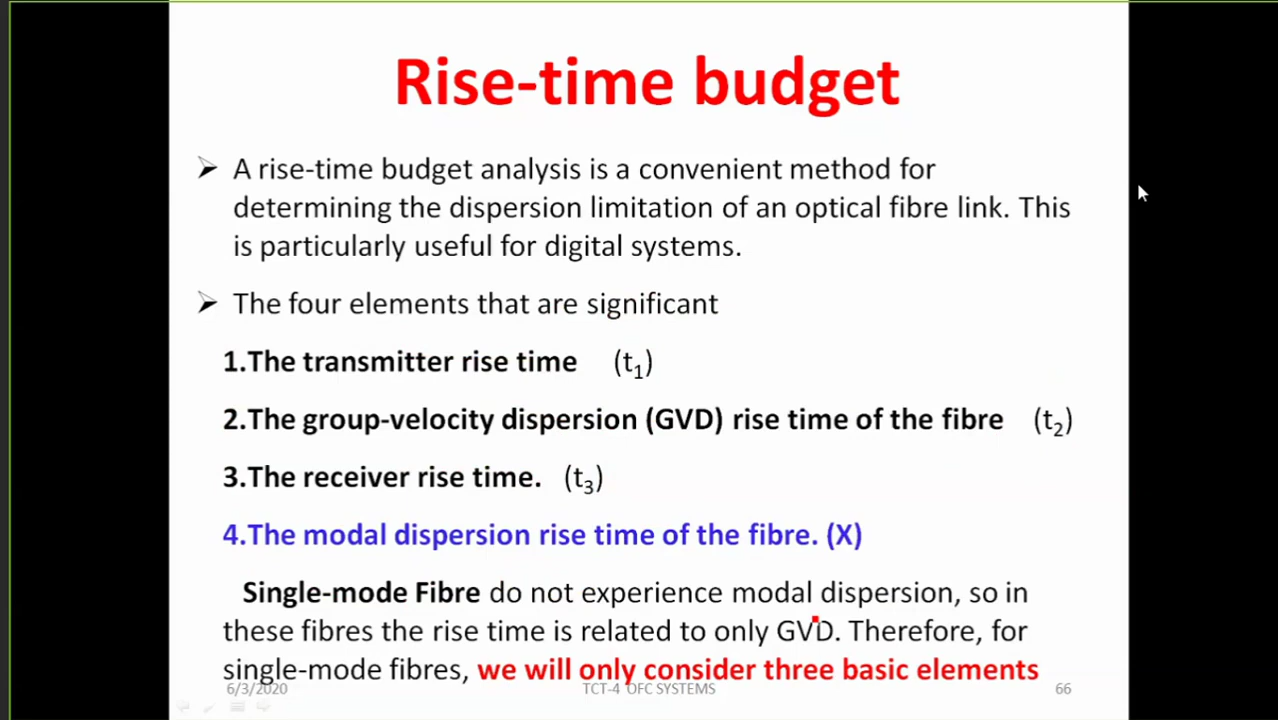 Rise-time budget
➢ A rise-time budget analysis is a convenient method for
determining the dispersion limitation of an optical fibre link. This
is particularly useful for digital systems.
➢ The four elements that are significant
1.The transmitter rise time (t1)
2.The group-velocity dispersion (GVD) rise time of the fibre (t2)
3.The receiver rise time. (t3)
4.The modal dispersion rise time of the fibre. (X)
Single-mode Fibre do not experience modal dispersion, so in
these fibres the rise time is related to only GVD. Therefore, for
single-mode fibres, we will only consider three basic elements
6/3/2020 TCT-4 OFC SYSTEMS 66